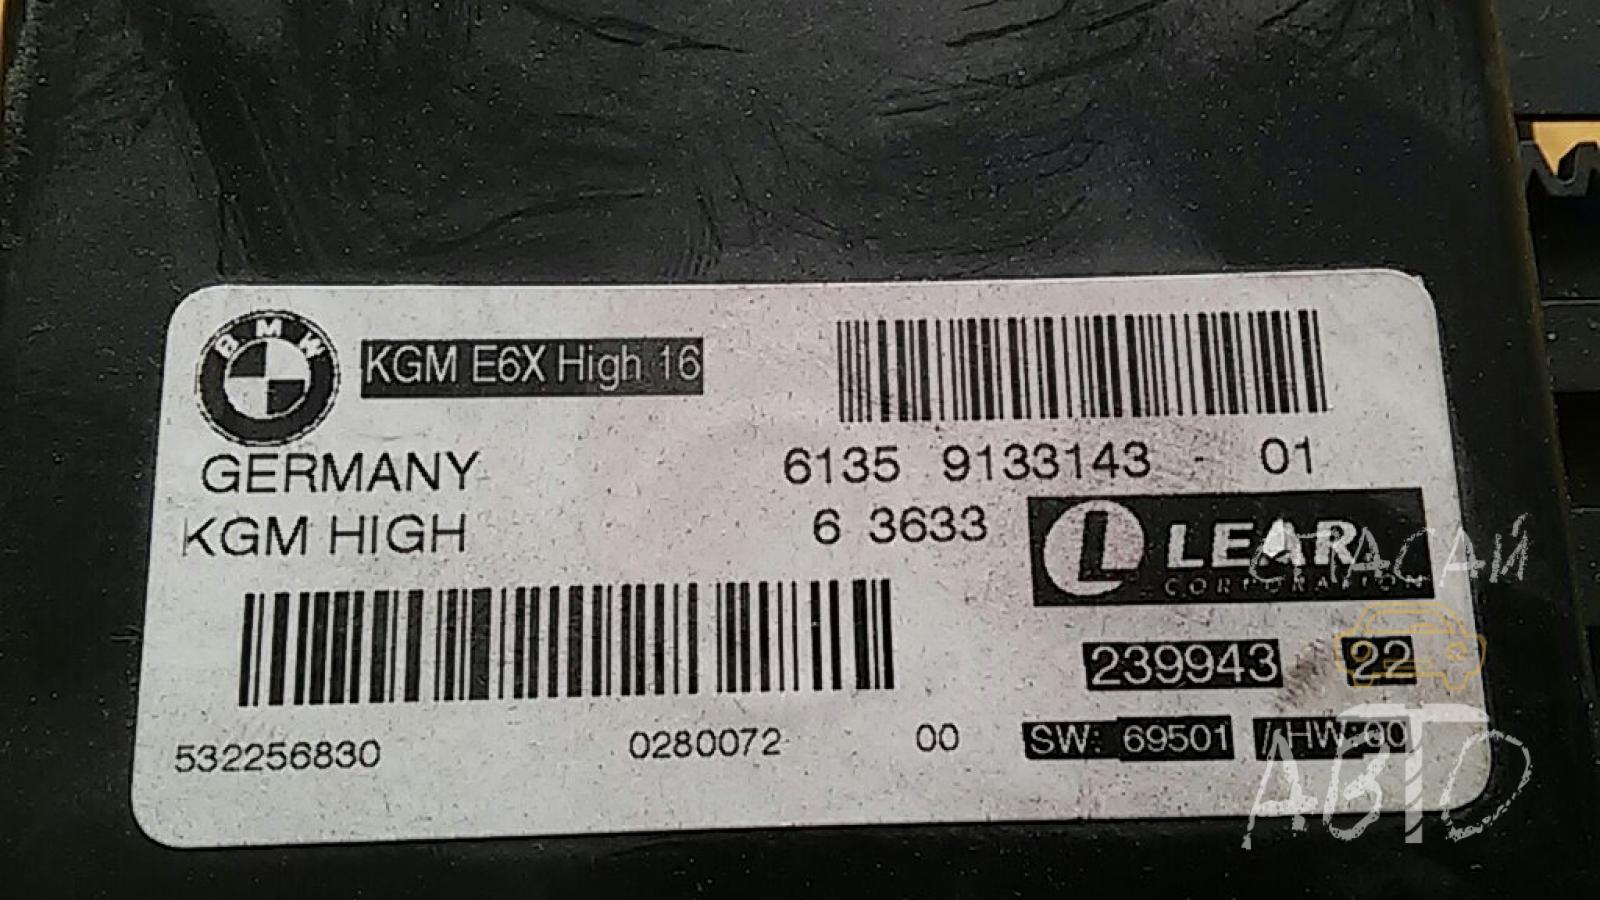 BMW
KGM E6X High 16
GERMANY
6135 9133143 - 01
KGM HIGH
6 3633
L LEAR
CORPORATION
239943 22
532256830 0280072 00
SW: 69501 / HW:00
СПАСАЙ
АВТО